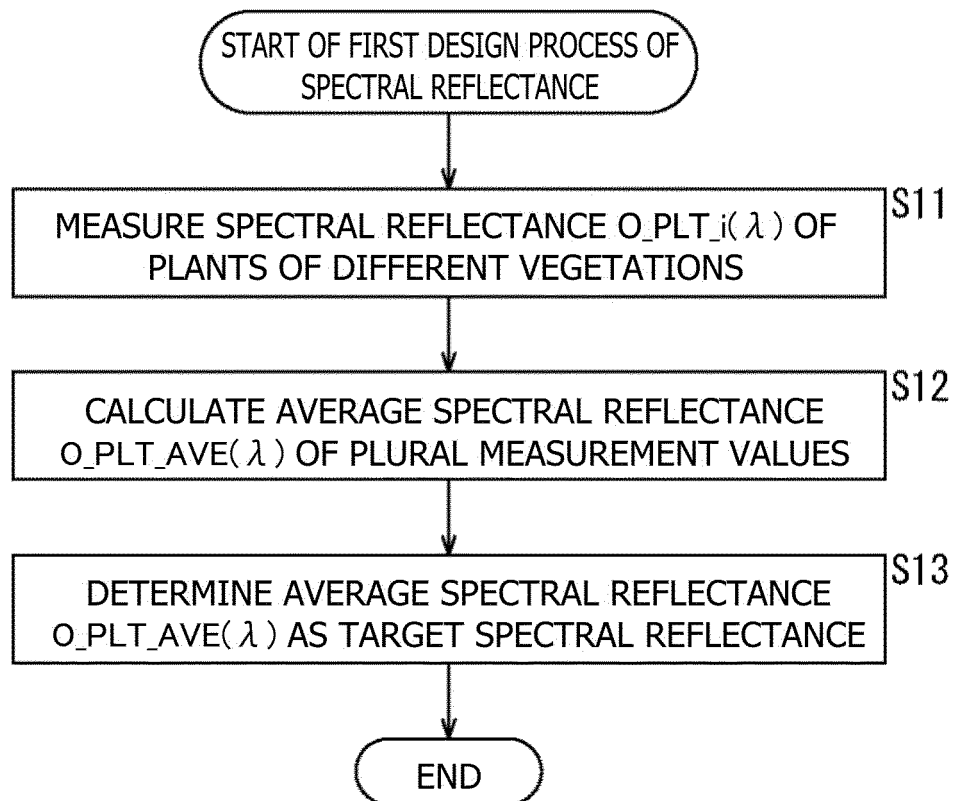 START OF FIRST DESIGN PROCESS OF
SPECTRAL REFLECTANCE
S11
MEASURE SPECTRAL REFLECTANCE O_PLT_i(λ) OF
PLANTS OF DIFFERENT VEGETATIONS
S12
CALCULATE AVERAGE SPECTRAL REFLECTANCE
O_PLT_AVE(λ) OF PLURAL MEASUREMENT VALUES
S13
DETERMINE AVERAGE SPECTRAL REFLECTANCE
O_PLT_AVE(λ) AS TARGET SPECTRAL REFLECTANCE
END